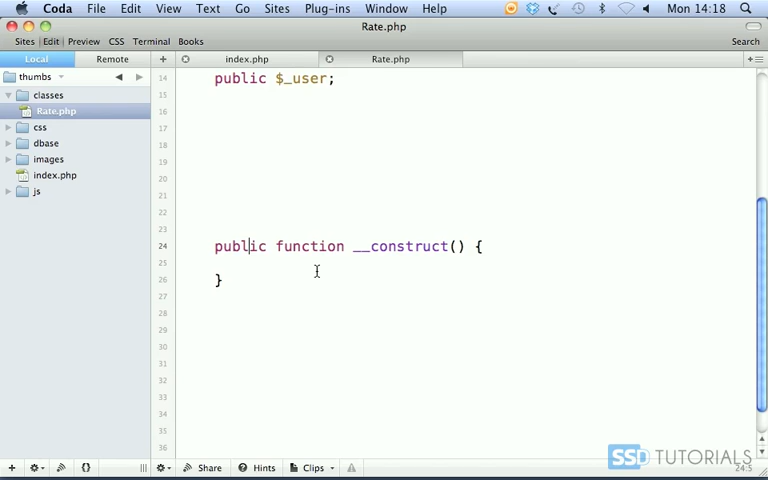 Coda File Edit View Text Go Sites Plug-ins Window Help Mon 14:18
Rate.php
Sites Edit Preview CSS Terminal Books Search
Local Remote index.php Rate.php
thumbs
classes
Rate.php
css
dbase
images
index.php
js
14 public $_user;
15
16
17
18
19
20
21
22
23
24 public function __construct() {
25
26 }
27
28
29
30
31
32
33
34
35
36
Share Hints Clips
SSDTUTORIALS
24:5